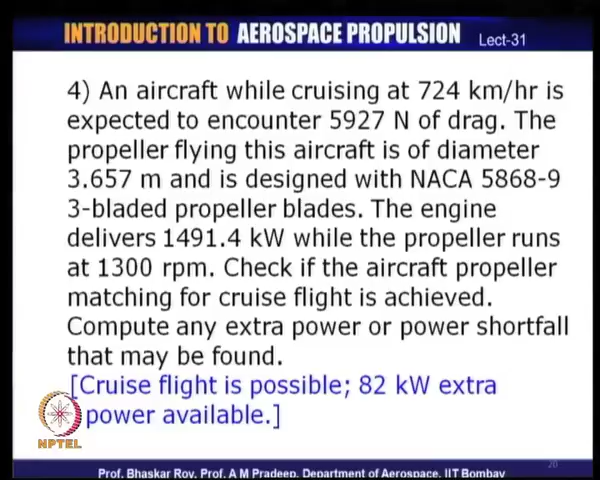 INTRODUCTION TO AEROSPACE PROPULSION Lect-31
4) An aircraft while cruising at 724 km/hr is
expected to encounter 5927 N of drag. The
propeller flying this aircraft is of diameter
3.657 m and is designed with NACA 5868-9
3-bladed propeller blades. The engine
delivers 1491.4 kW while the propeller runs
at 1300 rpm. Check if the aircraft propeller
matching for cruise flight is achieved.
Compute any extra power or power shortfall
that may be found.
[Cruise flight is possible; 82 kW extra
power available.]
NPTEL
20
Prof. Bhaskar Roy, Prof. A M Pradeep, Department of Aerospace, IIT Bombay